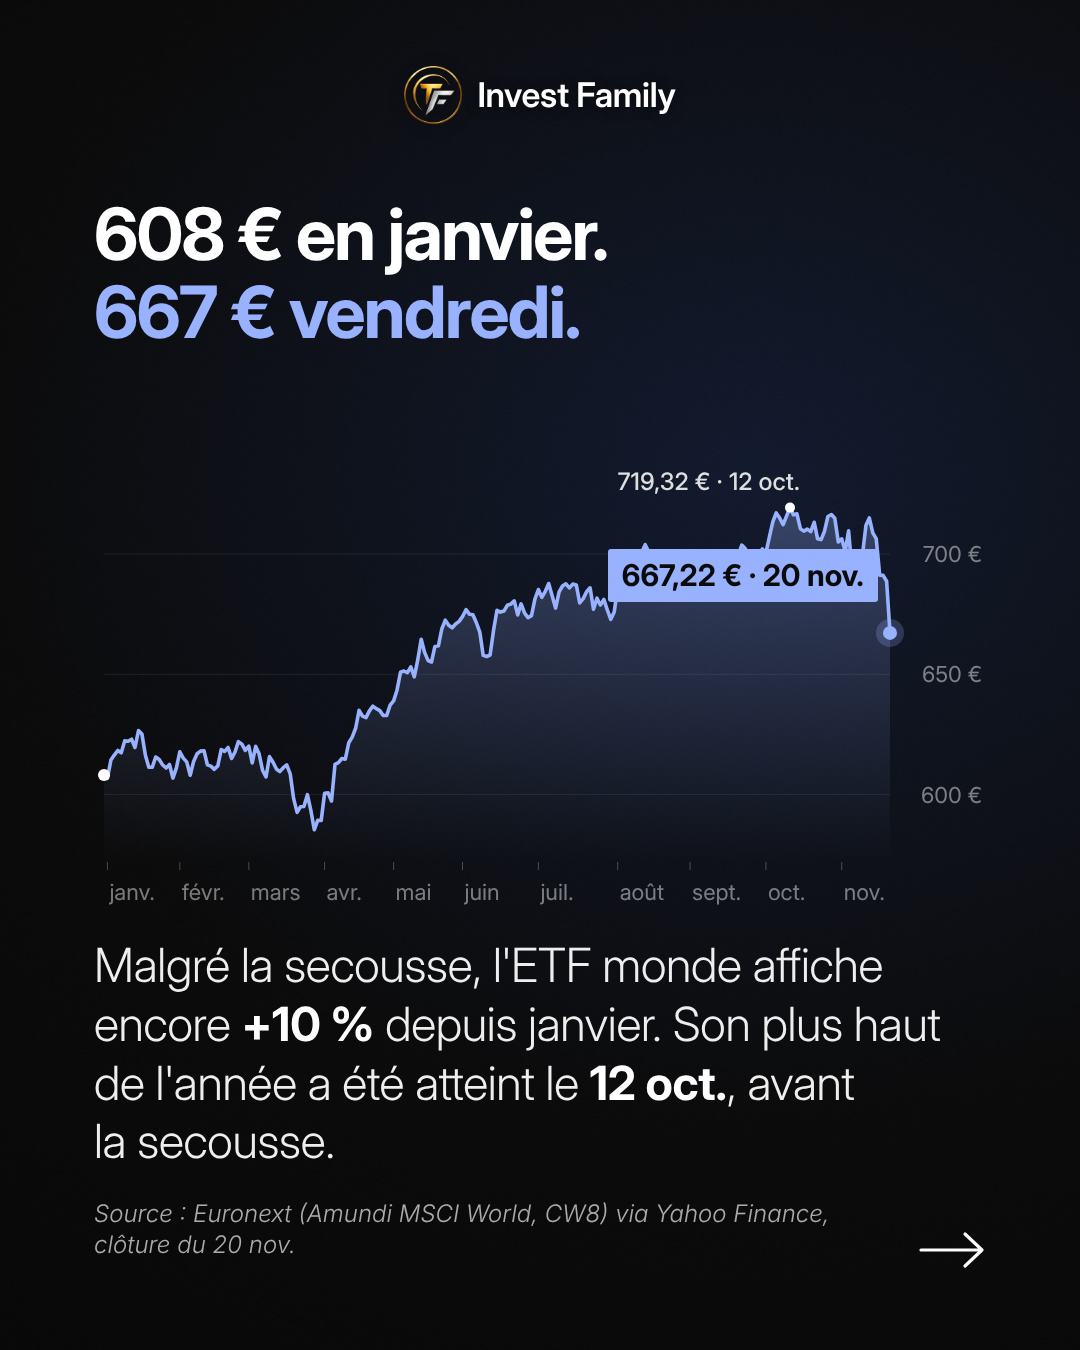 Invest Family
608 € en janvier.
667 € vendredi.
719,32 € · 12 oct.
700 €
667,22 € · 20 nov.
650 €
600 €
janv. févr. mars avr. mai juin juil. août sept. oct. nov.
Malgré la secousse, l'ETF monde affiche
encore +10 % depuis janvier. Son plus haut
de l'année a été atteint le 12 oct., avant
la secousse.
Source : Euronext (Amundi MSCI World, CW8) via Yahoo Finance,
clôture du 20 nov.